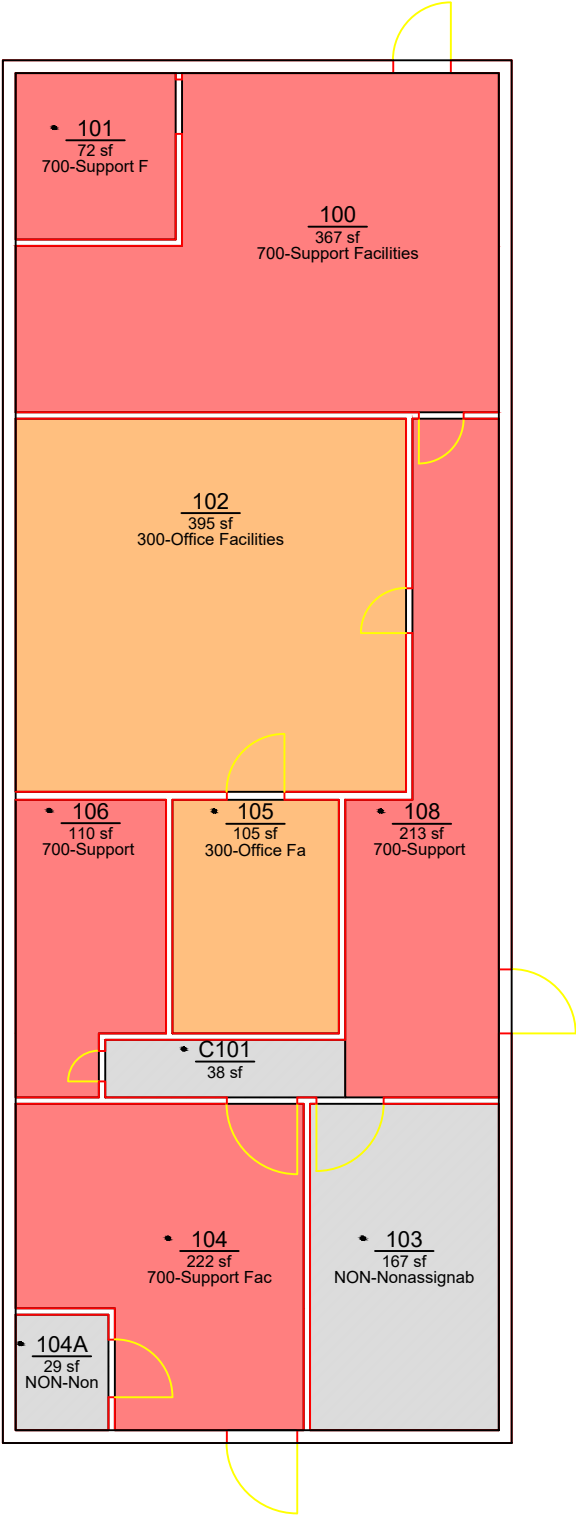 101
72 sf
700-Support F
100
367 sf
700-Support Facilities
102
395 sf
300-Office Facilities
106
110 sf
700-Support
105
105 sf
300-Office Fa
108
213 sf
700-Support
C101
38 sf
104
222 sf
700-Support Fac
103
167 sf
NON-Nonassignab
104A
29 sf
NON-Non